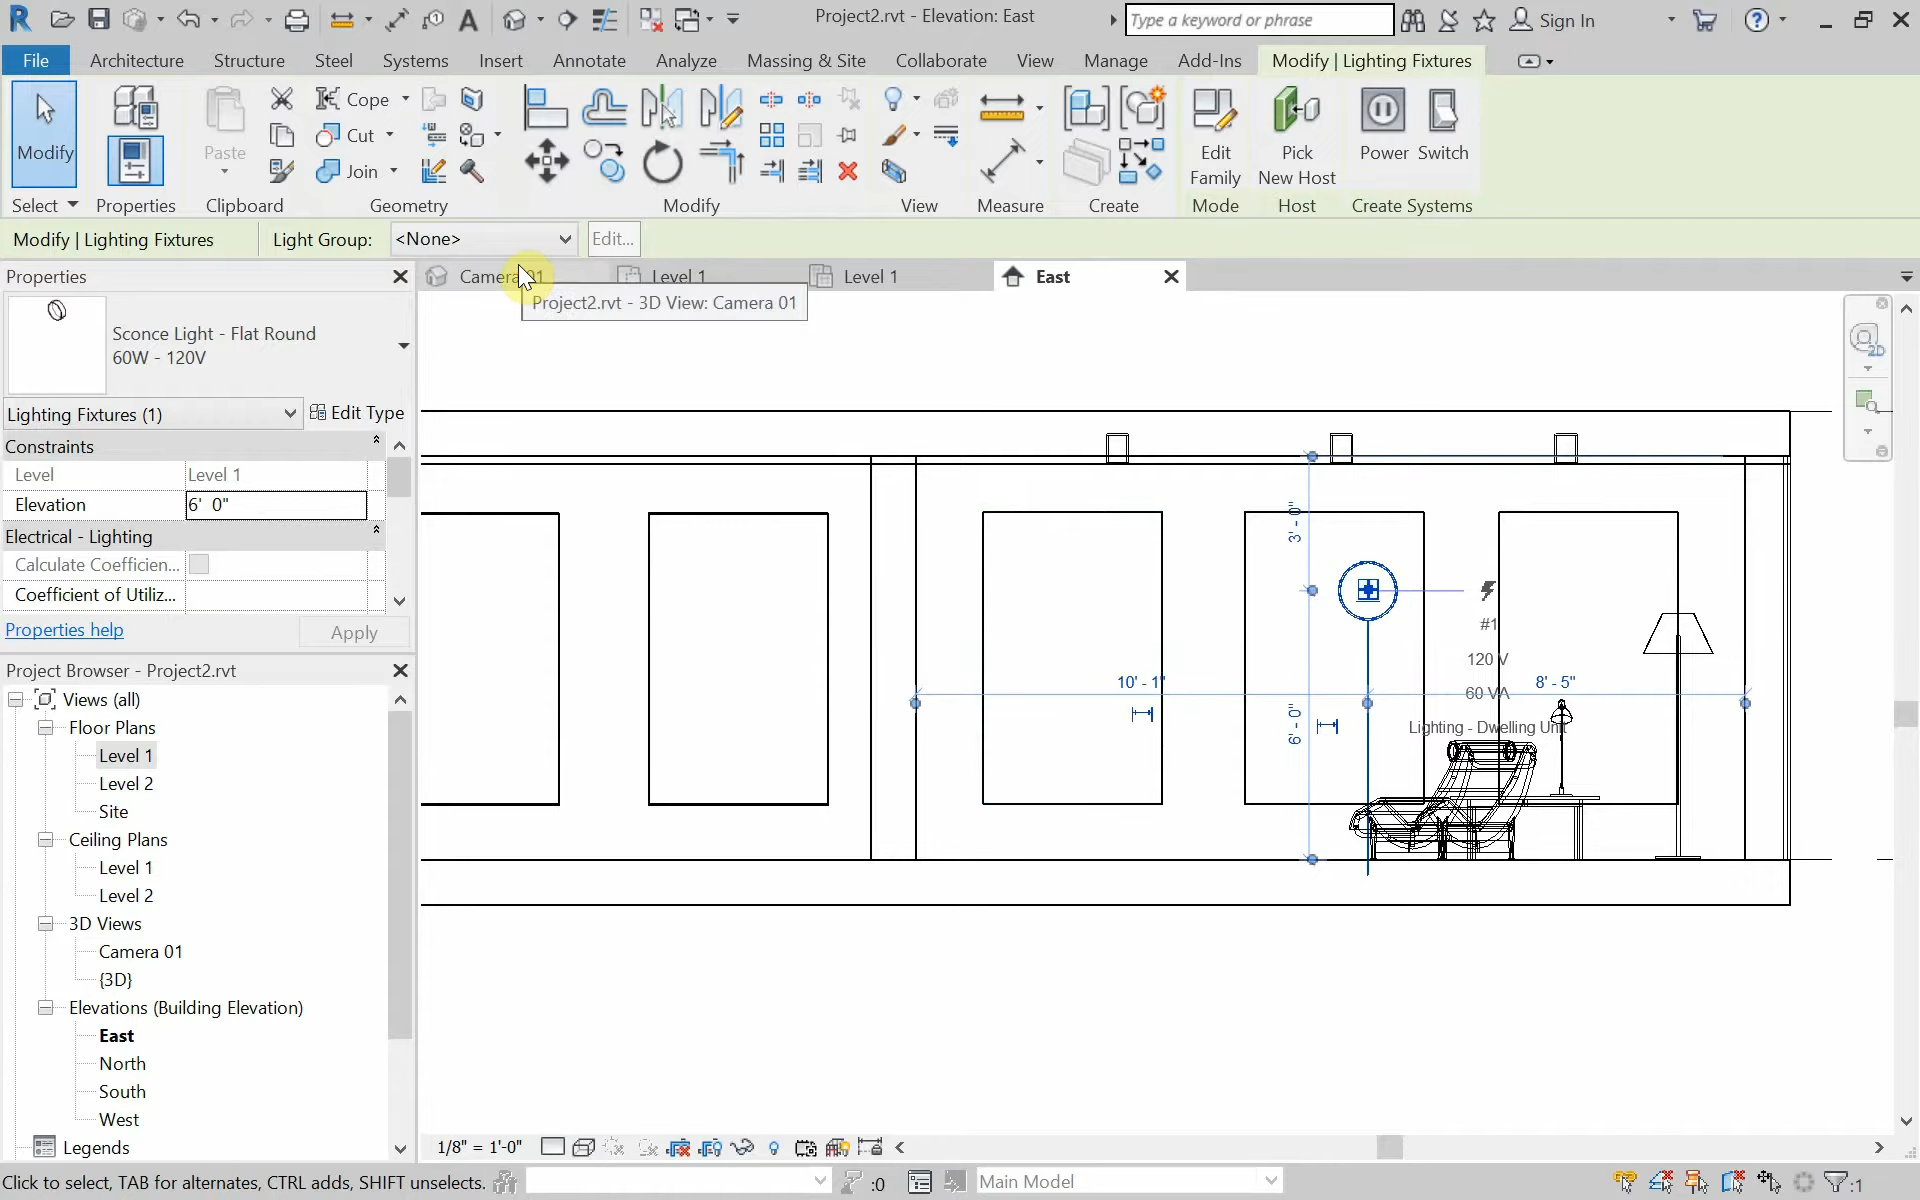 Project2.rvt - Elevation: East
Type a keyword or phrase
Sign In
File Architecture Structure Steel Systems Insert Annotate Analyze Massing & Site Collaborate View Manage Add-Ins Modify | Lighting Fixtures
Modify
Paste
Cope
Cut
Join
Edit Family
Pick New Host
Power Switch
Select Properties Clipboard Geometry Modify View Measure Create Mode Host Create Systems
Modify | Lighting Fixtures Light Group: <None> Edit...
Properties
Camera 01 Level 1 Level 1 East
Project2.rvt - 3D View: Camera 01
Sconce Light - Flat Round
60W - 120V
Lighting Fixtures (1) Edit Type
Constraints
Level Level 1
Elevation 6' 0"
Electrical - Lighting
Calculate Coefficien...
Coefficient of Utiliz...
Properties help Apply
Project Browser - Project2.rvt
Views (all)
Floor Plans
Level 1
Level 2
Site
Ceiling Plans
Level 1
Level 2
3D Views
Camera 01
{3D}
Elevations (Building Elevation)
East
North
South
West
Legends
2D
3' - 0"
#1
120 V
10' - 1"
8' - 5"
60 VA
6' - 0"
Lighting - Dwelling Unit
1/8" = 1'-0"
Click to select, TAB for alternates, CTRL adds, SHIFT unselects.
:0
Main Model
:1